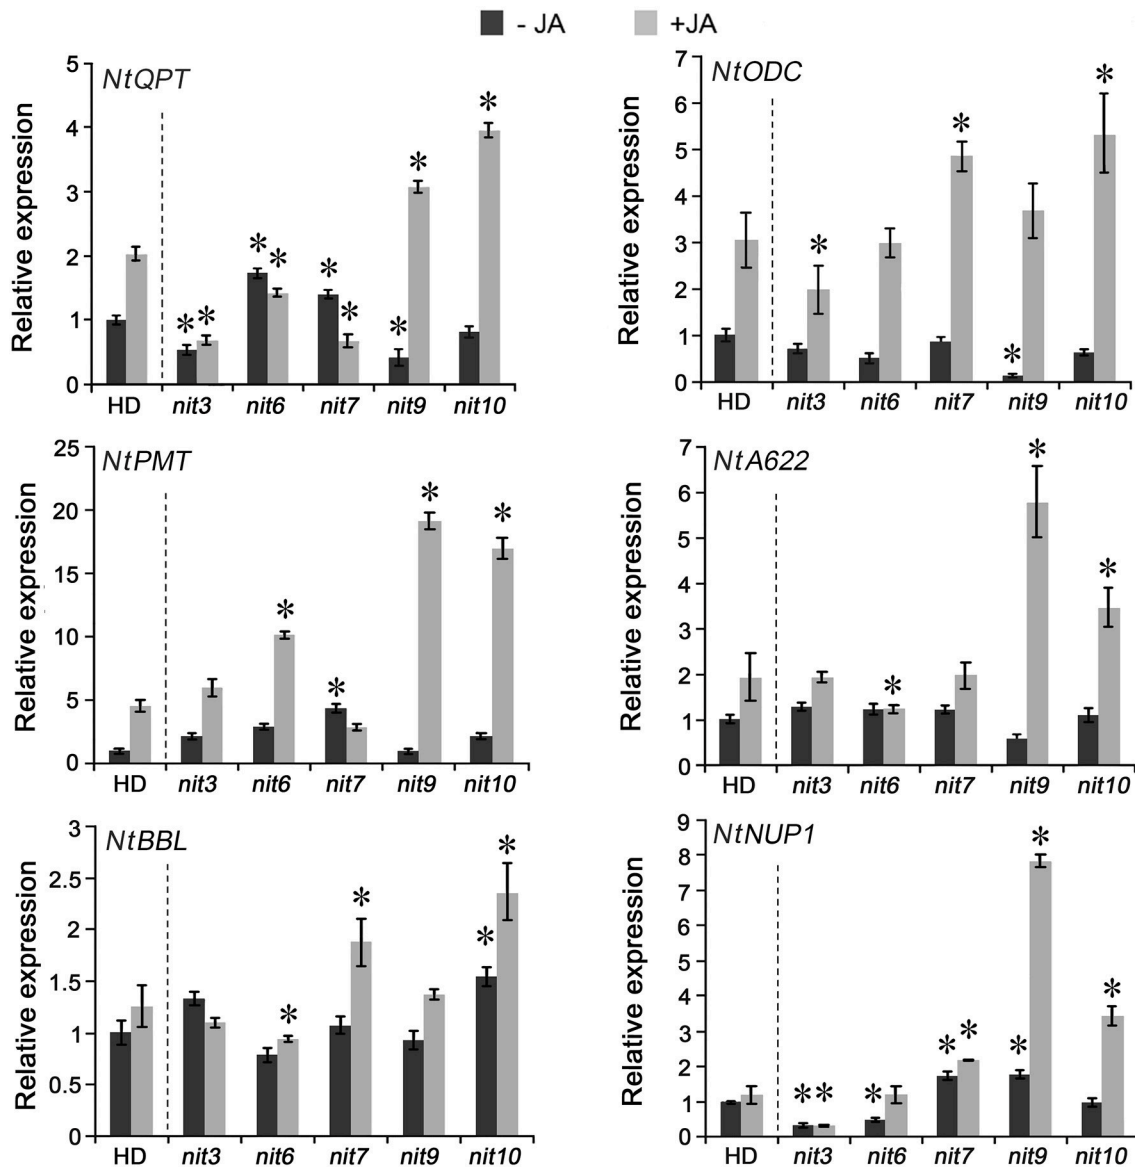 - JA +JA
NtQPT
Relative expression
5
4
3
2
1
0
* * * * * * * * *
HD nit3 nit6 nit7 nit9 nit10
NtODC
Relative expression
7
6
5
4
3
2
1
0
* * * *
HD nit3 nit6 nit7 nit9 nit10
NtPMT
Relative expression
25
20
15
10
5
0
* * * *
HD nit3 nit6 nit7 nit9 nit10
NtA622
Relative expression
7
6
5
4
3
2
1
0
* * *
HD nit3 nit6 nit7 nit9 nit10
NtBBL
Relative expression
3
2.5
2
1.5
1
0.5
0
* * * *
HD nit3 nit6 nit7 nit9 nit10
NtNUP1
Relative expression
9
8
7
6
5
4
3
2
1
0
* * * * * * * *
HD nit3 nit6 nit7 nit9 nit10